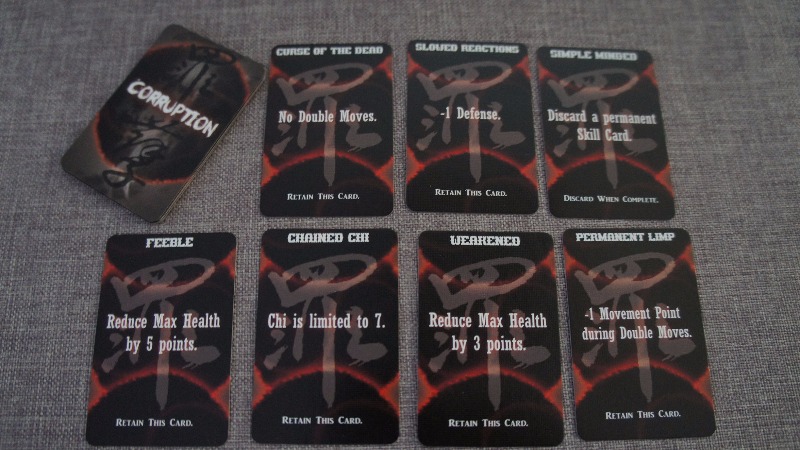 CORRUPTION
CURSE OF THE DEAD
No Double Moves.
RETAIN THIS CARD.
SLOWED REACTIONS
-1 Defense.
RETAIN THIS CARD.
SIMPLE MINDED
Discard a permanent
Skill Card.
DISCARD WHEN COMPLETE.
FEEBLE
Reduce Max Health
by 5 points.
RETAIN THIS CARD.
CHAINED CHI
Chi is limited to 7.
RETAIN THIS CARD.
WEAKENED
Reduce Max Health
by 3 points.
RETAIN THIS CARD.
PERMANENT LIMP
-1 Movement Point
during Double Moves.
RETAIN THIS CARD.